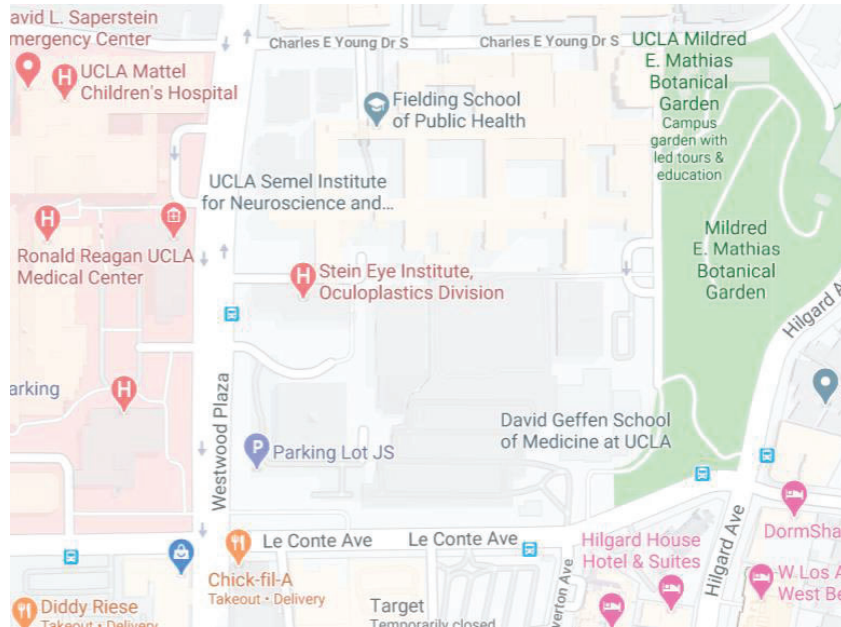 avid L. Saperstein
mergency Center
UCLA Mattel
Children's Hospital
Charles E Young Dr S
Charles E Young Dr S
UCLA Mildred
E. Mathias
Botanical
Garden
Campus
garden with
led tours &
education
Fielding School
of Public Health
UCLA Semel Institute
for Neuroscience and...
Ronald Reagan UCLA
Medical Center
Stein Eye Institute,
Oculoplastics Division
Mildred
E. Mathias
Botanical
Garden
Hilgard A
arking
Westwood Plaza
Parking Lot JS
David Geffen School
of Medicine at UCLA
Le Conte Ave
Le Conte Ave
Hilgard House
Hotel & Suites
Hilgard Ave
DormSha
W Los A
West Be
Chick-fil-A
Takeout • Delivery
Diddy Riese
Takeout • Delivery
Target
Temporarily closed
verton Ave
H
H
H
H
P